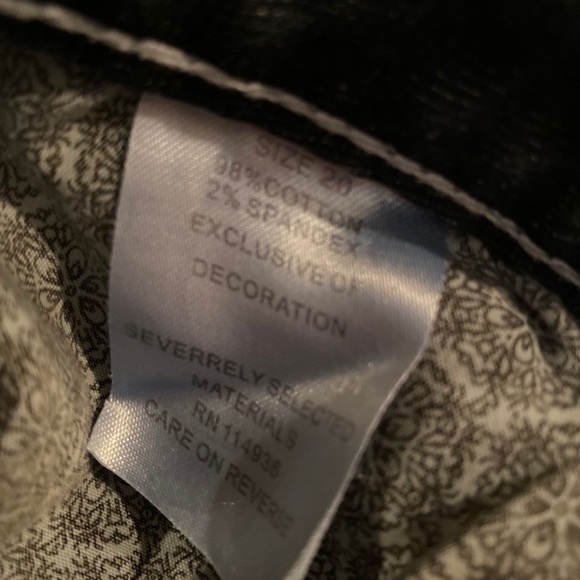 SIZE 20
98%COTTON
2% SPANDEX
EXCLUSIVE OF
DECORATION
SEVERRELY SELECTED
MATERIALS
RN 114936
CARE ON REVERSE